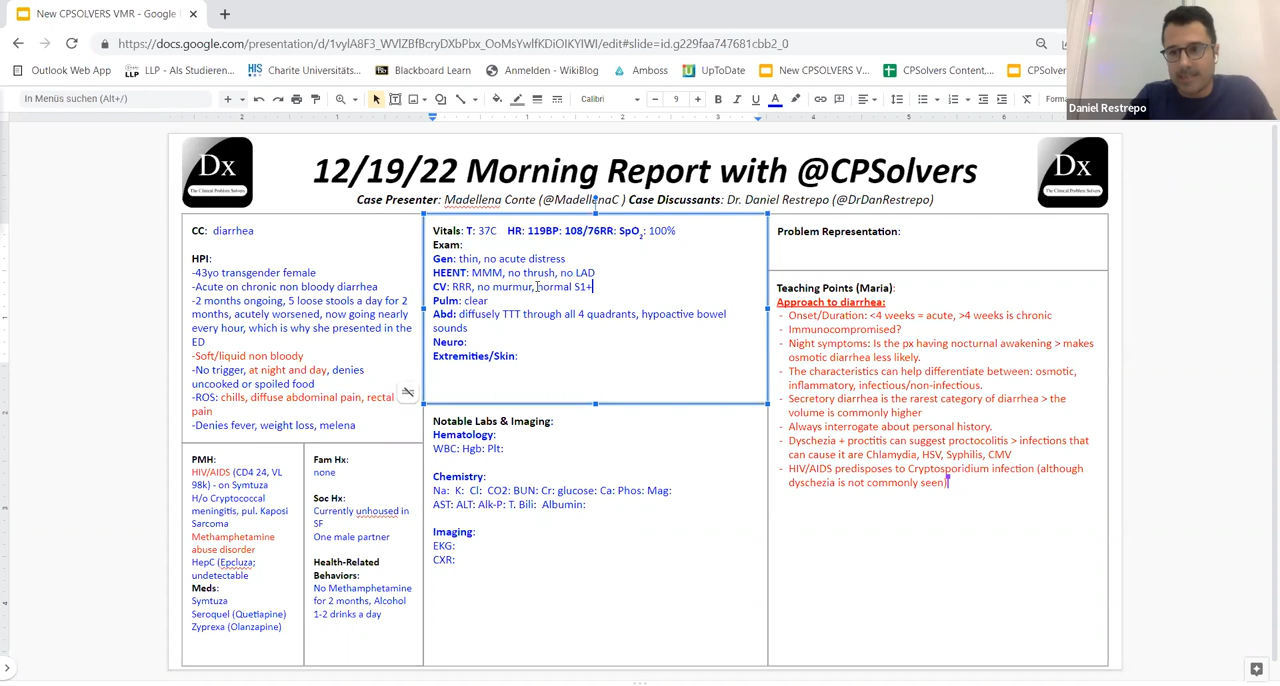 New CPSOLVERS VMR - Google
https://docs.google.com/presentation/d/1vylA8F3_WVlZBfBcryDXbPbx_OoMsYwlfKDiOIKYIWI/edit#slide=id.g229faa747681cbb2_0
Outlook Web App LLP - Als Studieren... Charite Universitäts... Blackboard Learn Anmelden - WikiBlog Amboss UpToDate New CPSOLVERS V... CPSolvers Content,... CPSolver
In Menüs suchen (Alt+/) Calibri 9 Forma
Daniel Restrepo
Dx
The Clinical Problem Solvers
12/19/22 Morning Report with @CPSolvers
Case Presenter: Madellena Conte (@MadellenaC ) Case Discussants: Dr. Daniel Restrepo (@DrDanRestrepo)
Dx
The Clinical Problem Solvers
CC: diarrhea
HPI:
-43yo transgender female
-Acute on chronic non bloody diarrhea
-2 months ongoing, 5 loose stools a day for 2
months, acutely worsened, now going nearly
every hour, which is why she presented in the
ED
-Soft/liquid non bloody
-No trigger, at night and day, denies
uncooked or spoiled food
-ROS: chills, diffuse abdominal pain, rectal
pain
-Denies fever, weight loss, melena
PMH:
HIV/AIDS (CD4 24, VL
98k) - on Symtuza
H/o Cryptococcal
meningitis, pul. Kaposi
Sarcoma
Methamphetamine
abuse disorder
HepC (Epcluza;
undetectable
Meds:
Symtuza
Seroquel (Quetiapine)
Zyprexa (Olanzapine)
Fam Hx:
none
Soc Hx:
Currently unhoused in
SF
One male partner
Health-Related
Behaviors:
No Methamphetamine
for 2 months, Alcohol
1-2 drinks a day
Vitals: T: 37C HR: 119BP: 108/76RR: SpO2: 100%
Exam:
Gen: thin, no acute distress
HEENT: MMM, no thrush, no LAD
CV: RRR, no murmur, normal S1+
Pulm: clear
Abd: diffusely TTT through all 4 quadrants, hypoactive bowel
sounds
Neuro:
Extremities/Skin:
Notable Labs & Imaging:
Hematology:
WBC: Hgb: Plt:
Chemistry:
Na: K: Cl: CO2: BUN: Cr: glucose: Ca: Phos: Mag:
AST: ALT: Alk-P: T. Bili: Albumin:
Imaging:
EKG:
CXR:
Problem Representation:
Teaching Points (Maria):
Approach to diarrhea:
- Onset/Duration: <4 weeks = acute, >4 weeks is chronic
- Immunocompromised?
- Night symptoms: Is the px having nocturnal awakening > makes
osmotic diarrhea less likely.
- The characteristics can help differentiate between: osmotic,
inflammatory, infectious/non-infectious.
- Secretory diarrhea is the rarest category of diarrhea > the
volume is commonly higher
- Always interrogate about personal history.
- Dyschezia + proctitis can suggest proctocolitis > infections that
can cause it are Chlamydia, HSV, Syphilis, CMV
- HIV/AIDS predisposes to Cryptosporidium infection (although
dyschezia is not commonly seen)